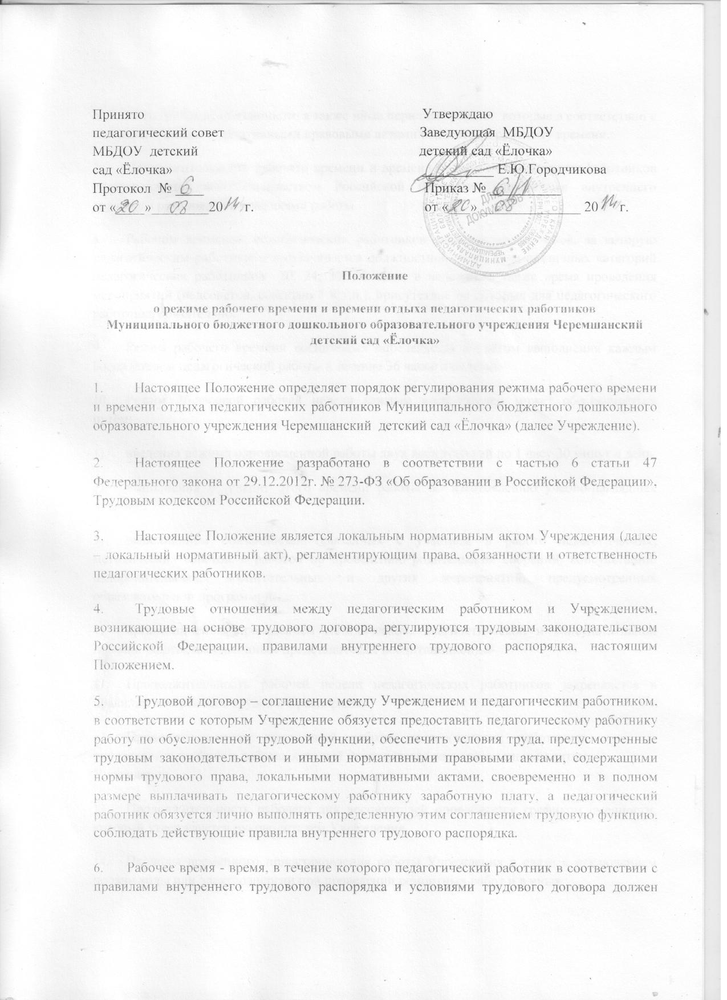 Принято
педагогический совет
МБДОУ детский
сад «Ёлочка»
Протокол № 6
от «20» 03 2014 г.
Утверждаю
Заведующая МБДОУ
детский сад «Ёлочка»
Е.Ю.Городчикова
Приказ № 6
от «20» 03 2014 г.
ДЛЯ
ДОКУМЕНТОВ
Положение
о режиме рабочего времени и времени отдыха педагогических работников
Муниципального бюджетного дошкольного образовательного учреждения Черемшанский
детский сад «Ёлочка»
1. Настоящее Положение определяет порядок регулирования режима рабочего времени
и времени отдыха педагогических работников Муниципального бюджетного дошкольного
образовательного учреждения Черемшанский детский сад «Ёлочка» (далее Учреждение).
2. Настоящее Положение разработано в соответствии с частью 6 статьи 47
Федерального закона от 29.12.2012г. № 273-ФЗ «Об образовании в Российской Федерации»,
Трудовым кодексом Российской Федерации.
3. Настоящее Положение является локальным нормативным актом Учреждения (далее
– локальный нормативный акт), регламентирующим права, обязанности и ответственность
педагогических работников.
4. Трудовые отношения между педагогическим работником и Учреждением,
возникающие на основе трудового договора, регулируются трудовым законодательством
Российской Федерации, правилами внутреннего трудового распорядка, настоящим
Положением.
5. Трудовой договор – соглашение между Учреждением и педагогическим работником,
в соответствии с которым Учреждение обязуется предоставить педагогическому работнику
работу по обусловленной трудовой функции, обеспечить условия труда, предусмотренные
трудовым законодательством и иными нормативными правовыми актами, содержащими
нормы трудового права, локальными нормативными актами, своевременно и в полном
размере выплачивать педагогическому работнику заработную плату, а педагогический
работник обязуется лично выполнять определенную этим соглашением трудовую функцию,
соблюдать действующие правила внутреннего трудового распорядка.
6. Рабочее время - время, в течение которого педагогический работник в соответствии с
правилами внутреннего трудового распорядка и условиями трудового договора должен